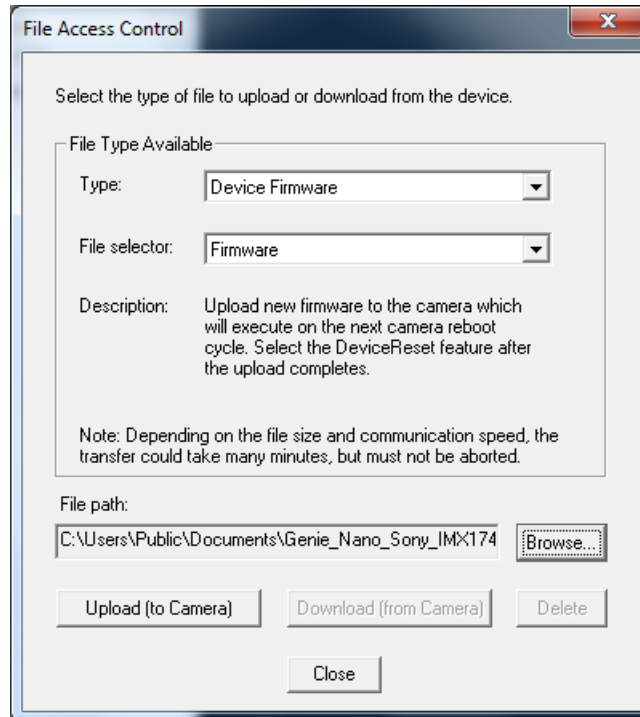 File Access Control
Select the type of file to upload or download from the device.
File Type Available
Type: Device Firmware
File selector: Firmware
Description: Upload new firmware to the camera which
will execute on the next camera reboot
cycle. Select the DeviceReset feature after
the upload completes.
Note: Depending on the file size and communication speed, the
transfer could take many minutes, but must not be aborted.
File path:
C:\Users\Public\Documents\Genie_Nano_Sony_IMX174 Browse...
Upload (to Camera) Download (from Camera) Delete
Close